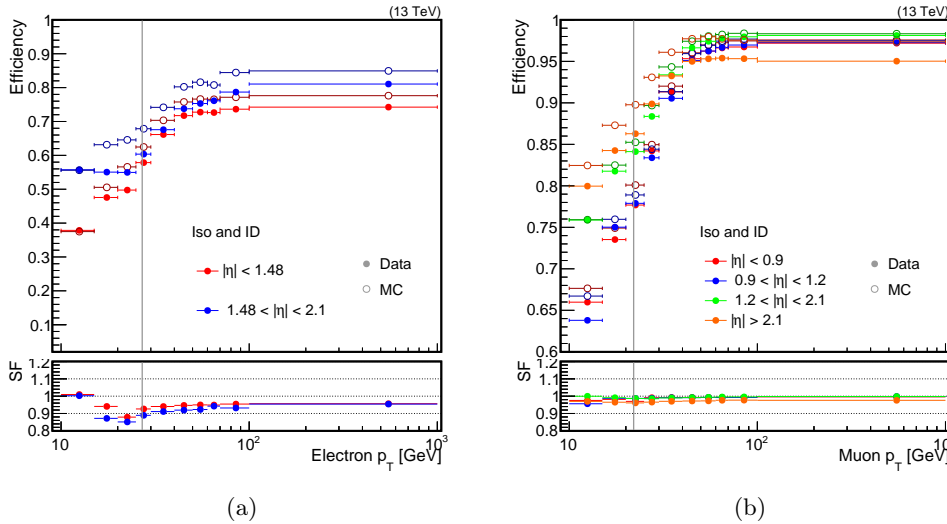 (13 TeV)
Efficiency
1
0.9
0.8
0.7
0.6
0.5
0.4
0.3
0.2
0.1
Iso and ID
|η| < 1.48
1.48 < |η| < 2.1
Data
MC
SF
1.2
1.1
1
0.9
0.8
10
10²
10³
Electron p_T [GeV]
(a)
(13 TeV)
Efficiency
1
0.95
0.9
0.85
0.8
0.75
0.7
0.65
0.6
Iso and ID
|η| < 0.9
0.9 < |η| < 1.2
1.2 < |η| < 2.1
|η| > 2.1
Data
MC
SF
1.2
1.1
1
0.9
0.8
10
10²
10
Muon p_T [GeV]
(b)